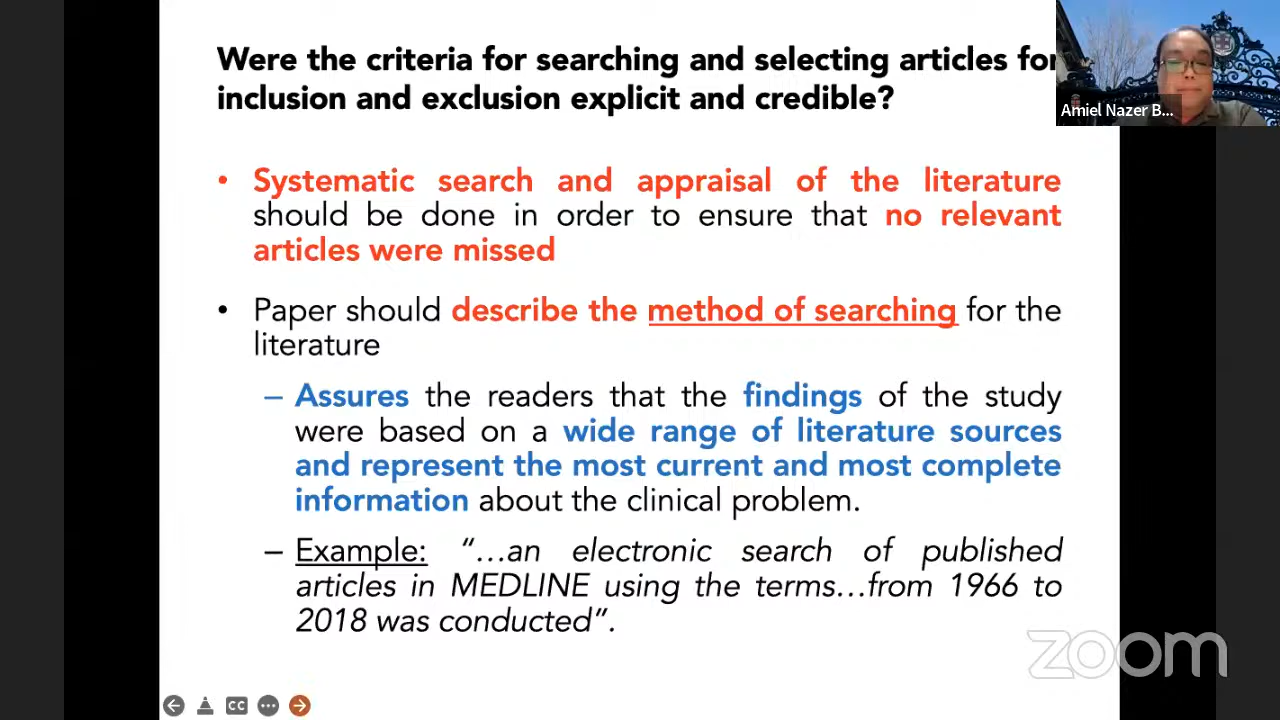 Were the criteria for searching and selecting articles for
inclusion and exclusion explicit and credible?
Amiel Nazer B...
• Systematic search and appraisal of the literature
should be done in order to ensure that no relevant
articles were missed
• Paper should describe the method of searching for the
literature
– Assures the readers that the findings of the study
were based on a wide range of literature sources
and represent the most current and most complete
information about the clinical problem.
– Example: “…an electronic search of published
articles in MEDLINE using the terms…from 1966 to
2018 was conducted”.
zoom
CC